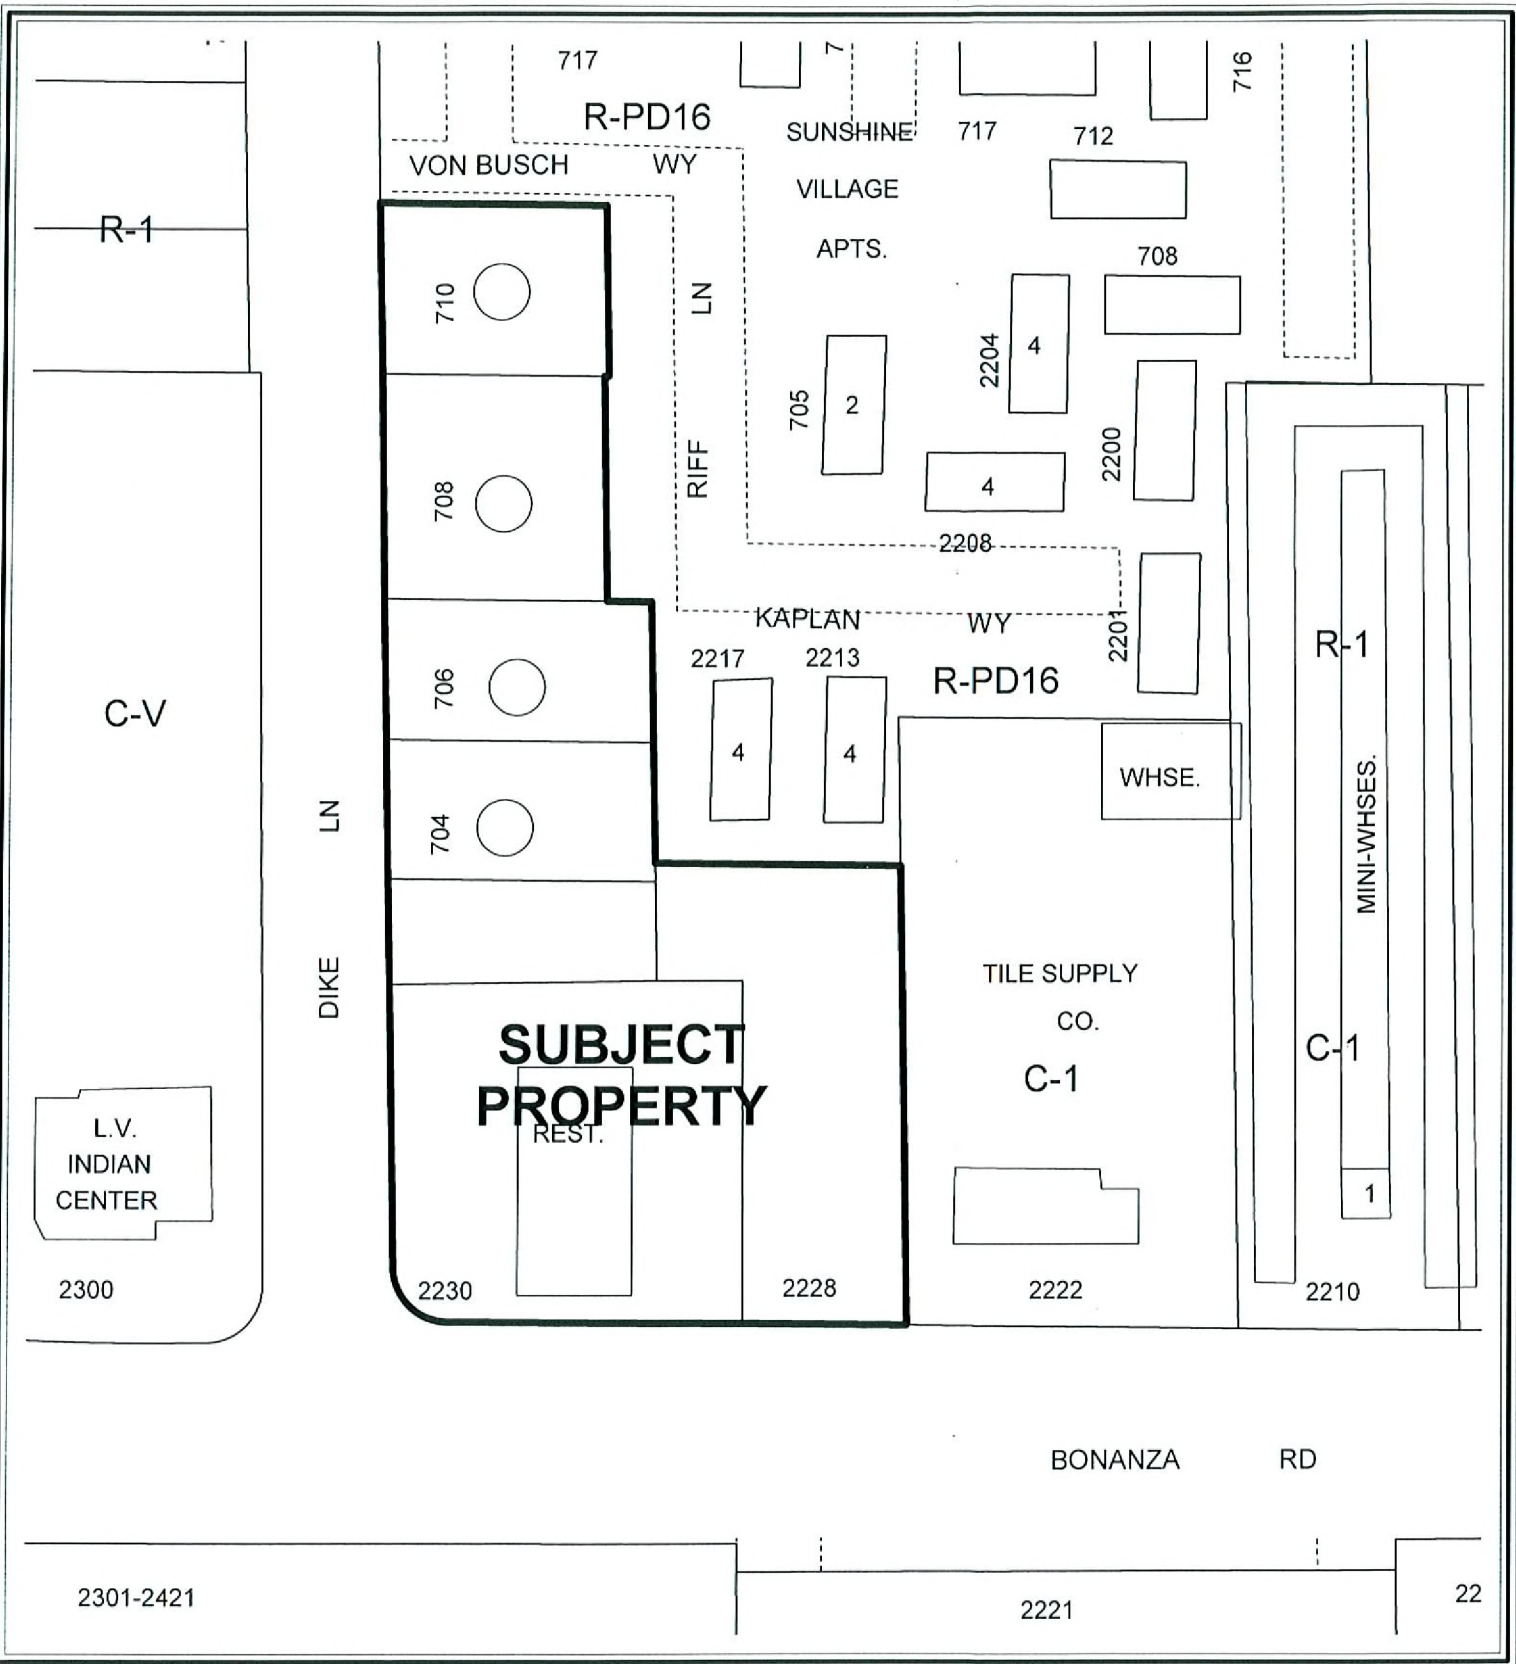 717
7
716
R-PD16
SUNSHINE
717
712
VON BUSCH WY
VILLAGE
R-1
APTS.
708
710
LN
2204
4
705
2
2200
708
RIFF
4
2208
KAPLAN WY
2201
R-1
2217
2213
R-PD16
706
C-V
4
4
WHSE.
704
LN
MINI-WHSES.
DIKE
TILE SUPPLY
CO.
C-1
C-1
SUBJECT
PROPERTY
REST.
L.V.
INDIAN
CENTER
1
2300
2230
2228
2222
2210
BONANZA RD
2301-2421
2221
22